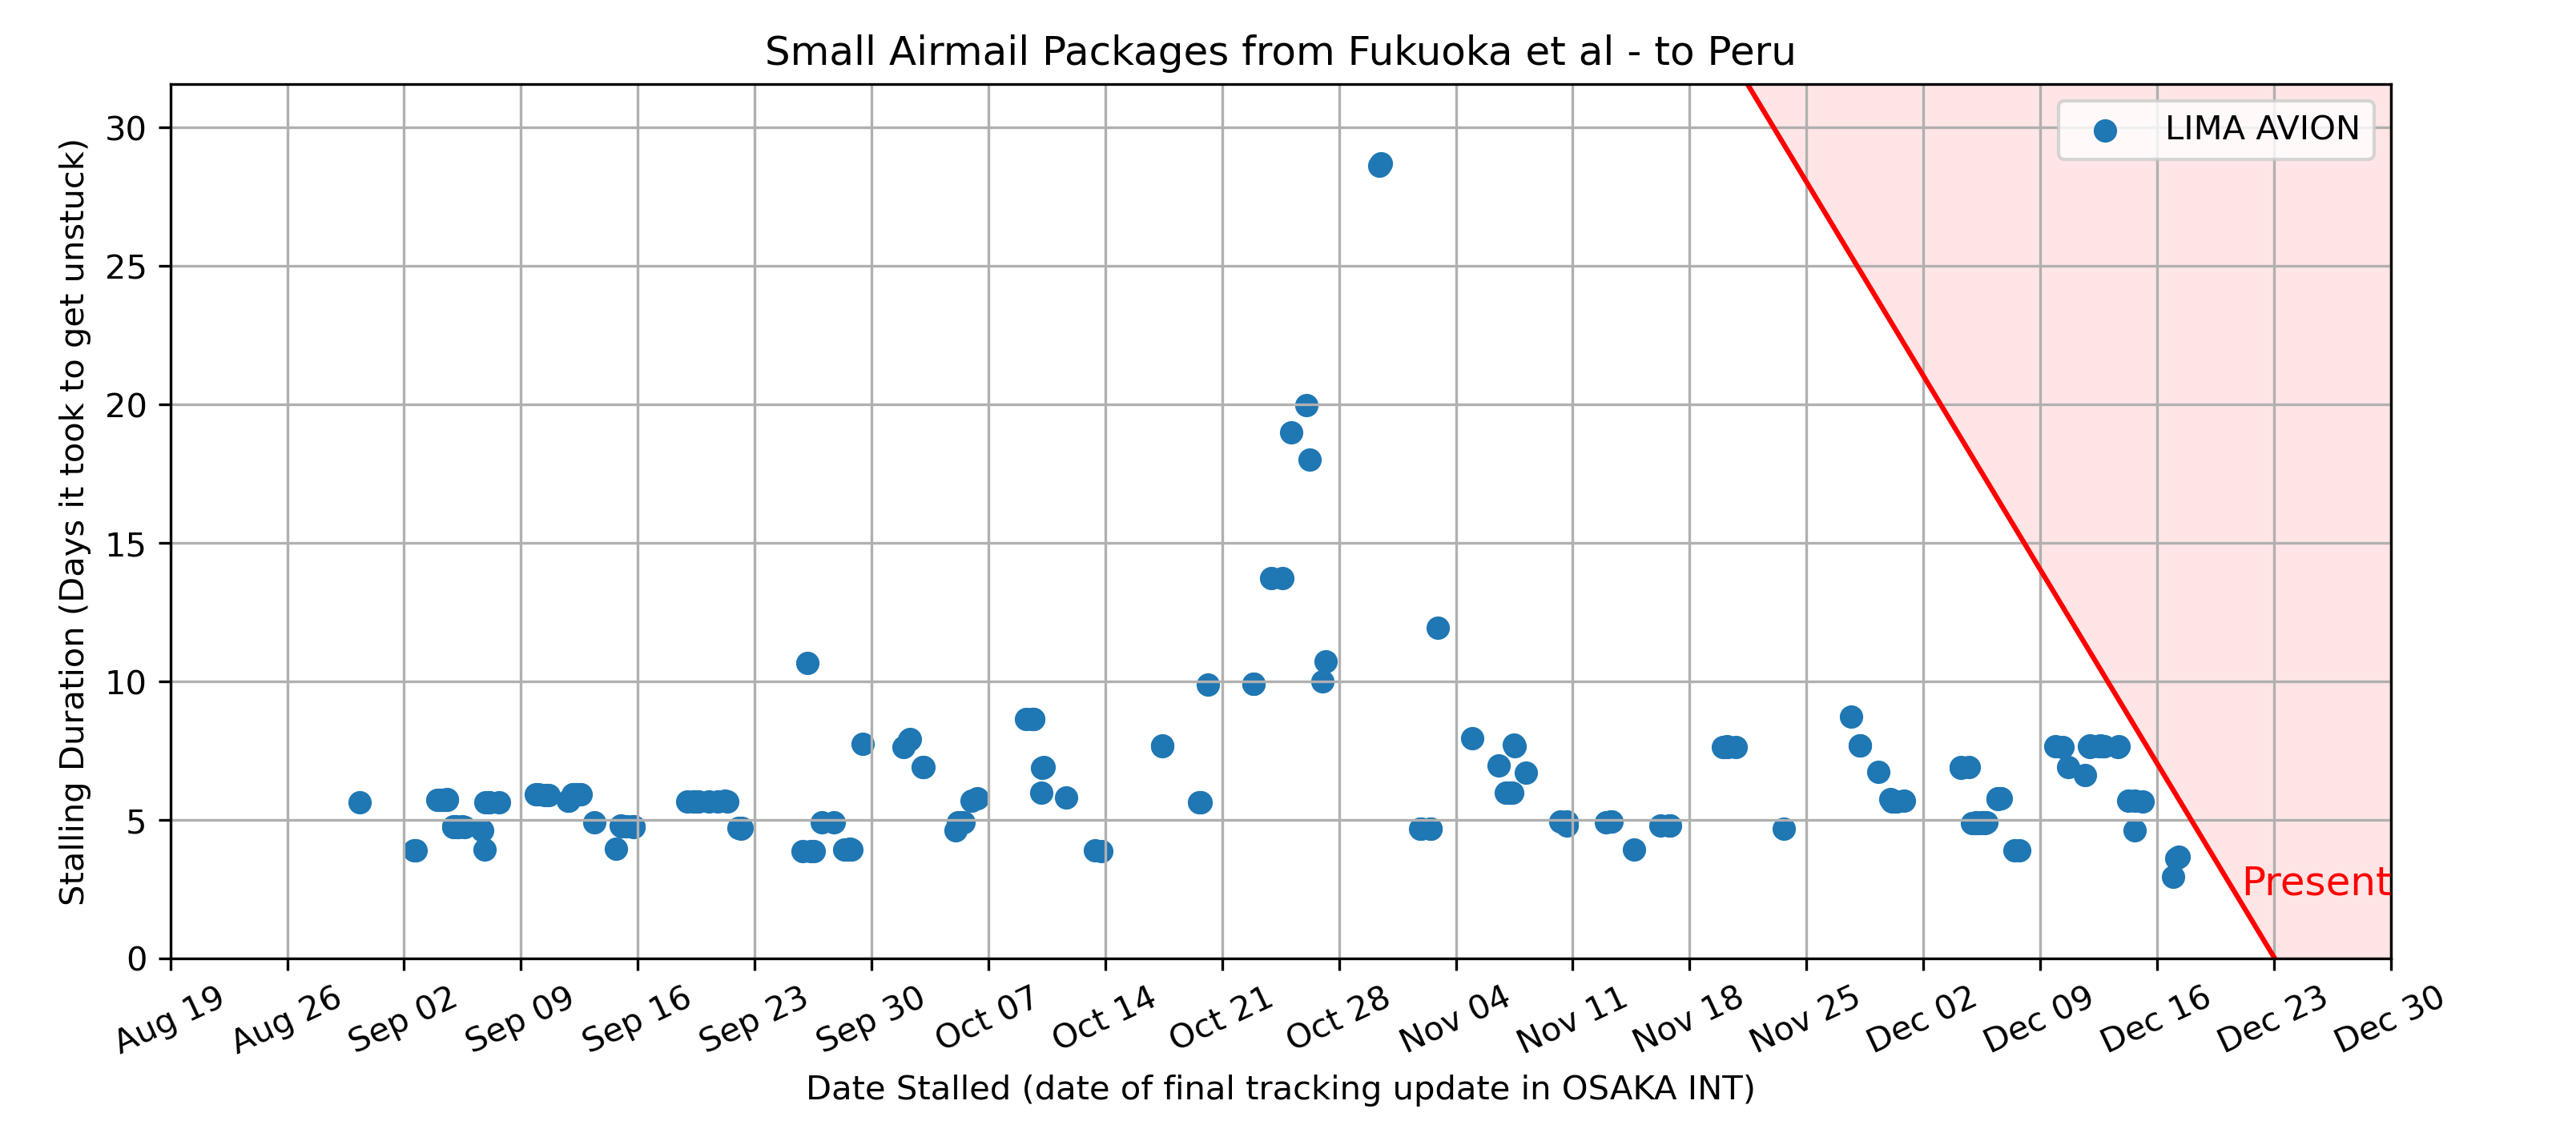 Small Airmail Packages from Fukuoka et al - to Peru
LIMA AVION
Stalling Duration (Days it took to get unstuck)
30
25
20
15
10
5
0
Present
Aug 19
Aug 26
Sep 02
Sep 09
Sep 16
Sep 23
Sep 30
Oct 07
Oct 14
Oct 21
Oct 28
Nov 04
Nov 11
Nov 18
Nov 25
Dec 02
Dec 09
Dec 16
Dec 23
Dec 30
Date Stalled (date of final tracking update in OSAKA INT)